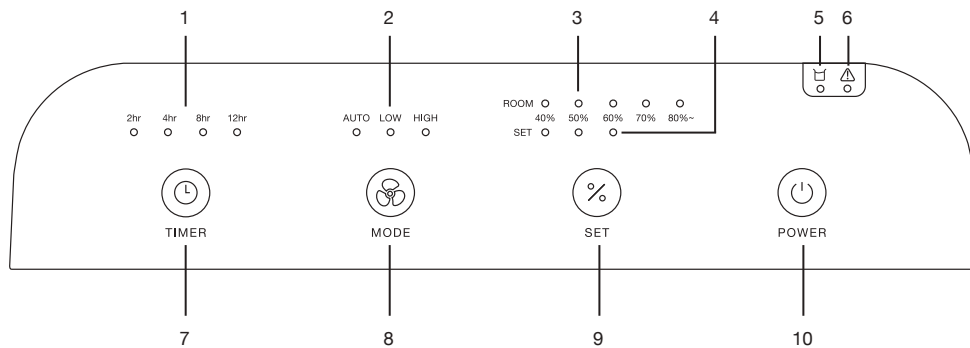 1 2 3 4 5 6
ROOM
2hr 4hr 8hr 12hr AUTO LOW HIGH 40% 50% 60% 70% 80%~
SET
TIMER MODE SET POWER
7 8 9 10